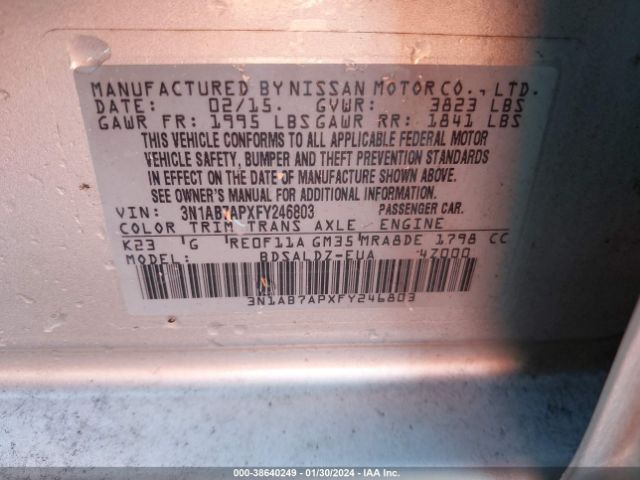 MANUFACTURED BY NISSAN MOTOR CO., LTD.
DATE: 02/15. GVWR: 3823 LBS
GAWR FR: 1995 LBS GAWR RR: 1841 LBS
THIS VEHICLE CONFORMS TO ALL APPLICABLE FEDERAL MOTOR
VEHICLE SAFETY, BUMPER AND THEFT PREVENTION STANDARDS
IN EFFECT ON THE DATE OF MANUFACTURE SHOWN ABOVE.
SEE OWNER'S MANUAL FOR ADDITIONAL INFORMATION.
VIN: 3N1AB7APXFY246803 PASSENGER CAR.
COLOR TRIM TRANS AXLE ENGINE
K23 G RE0F11A GM35 MRA8DE 1798 CC
MODEL: BDSALDZ-EUA 4Z000
3N1AB7APXFY246803
000-38640249 - 01/30/2024 - IAA Inc.